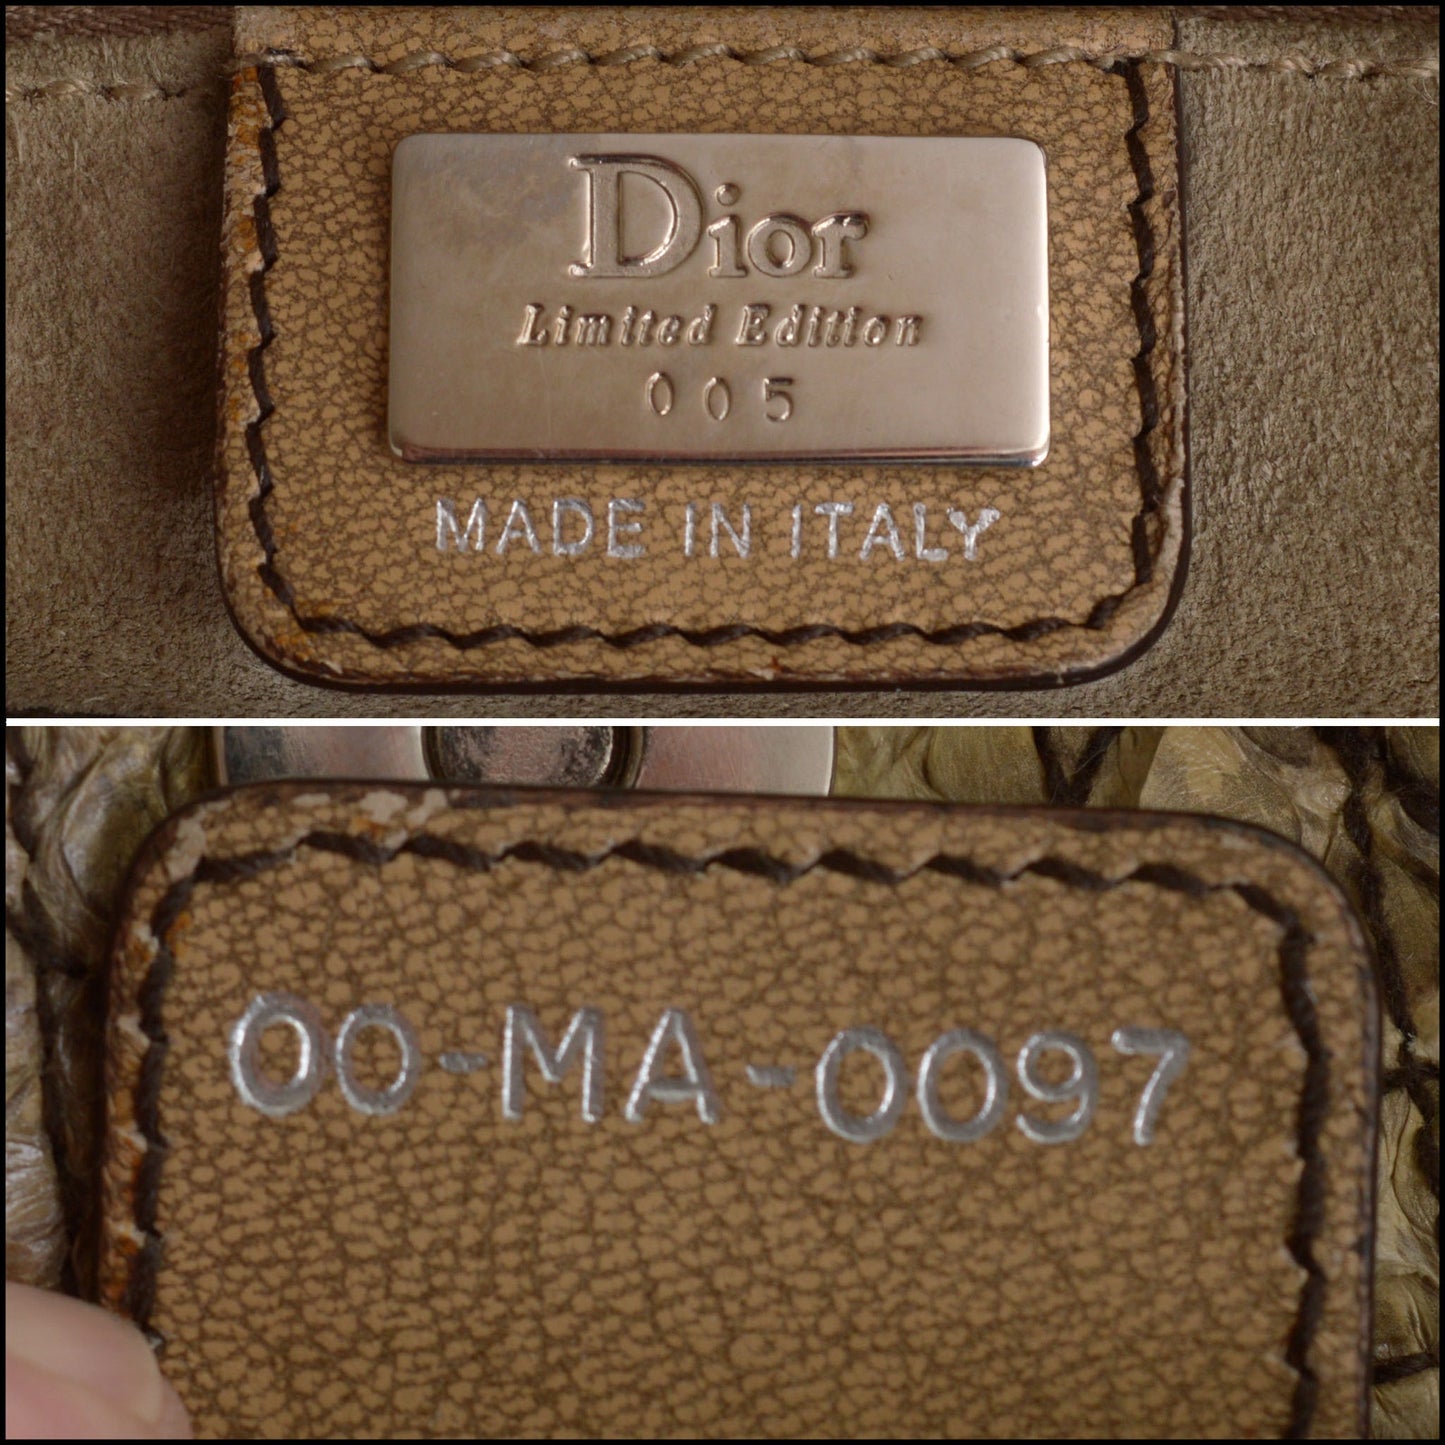 Dior
Limited Edition
005
MADE IN ITALY
00-MA-0097